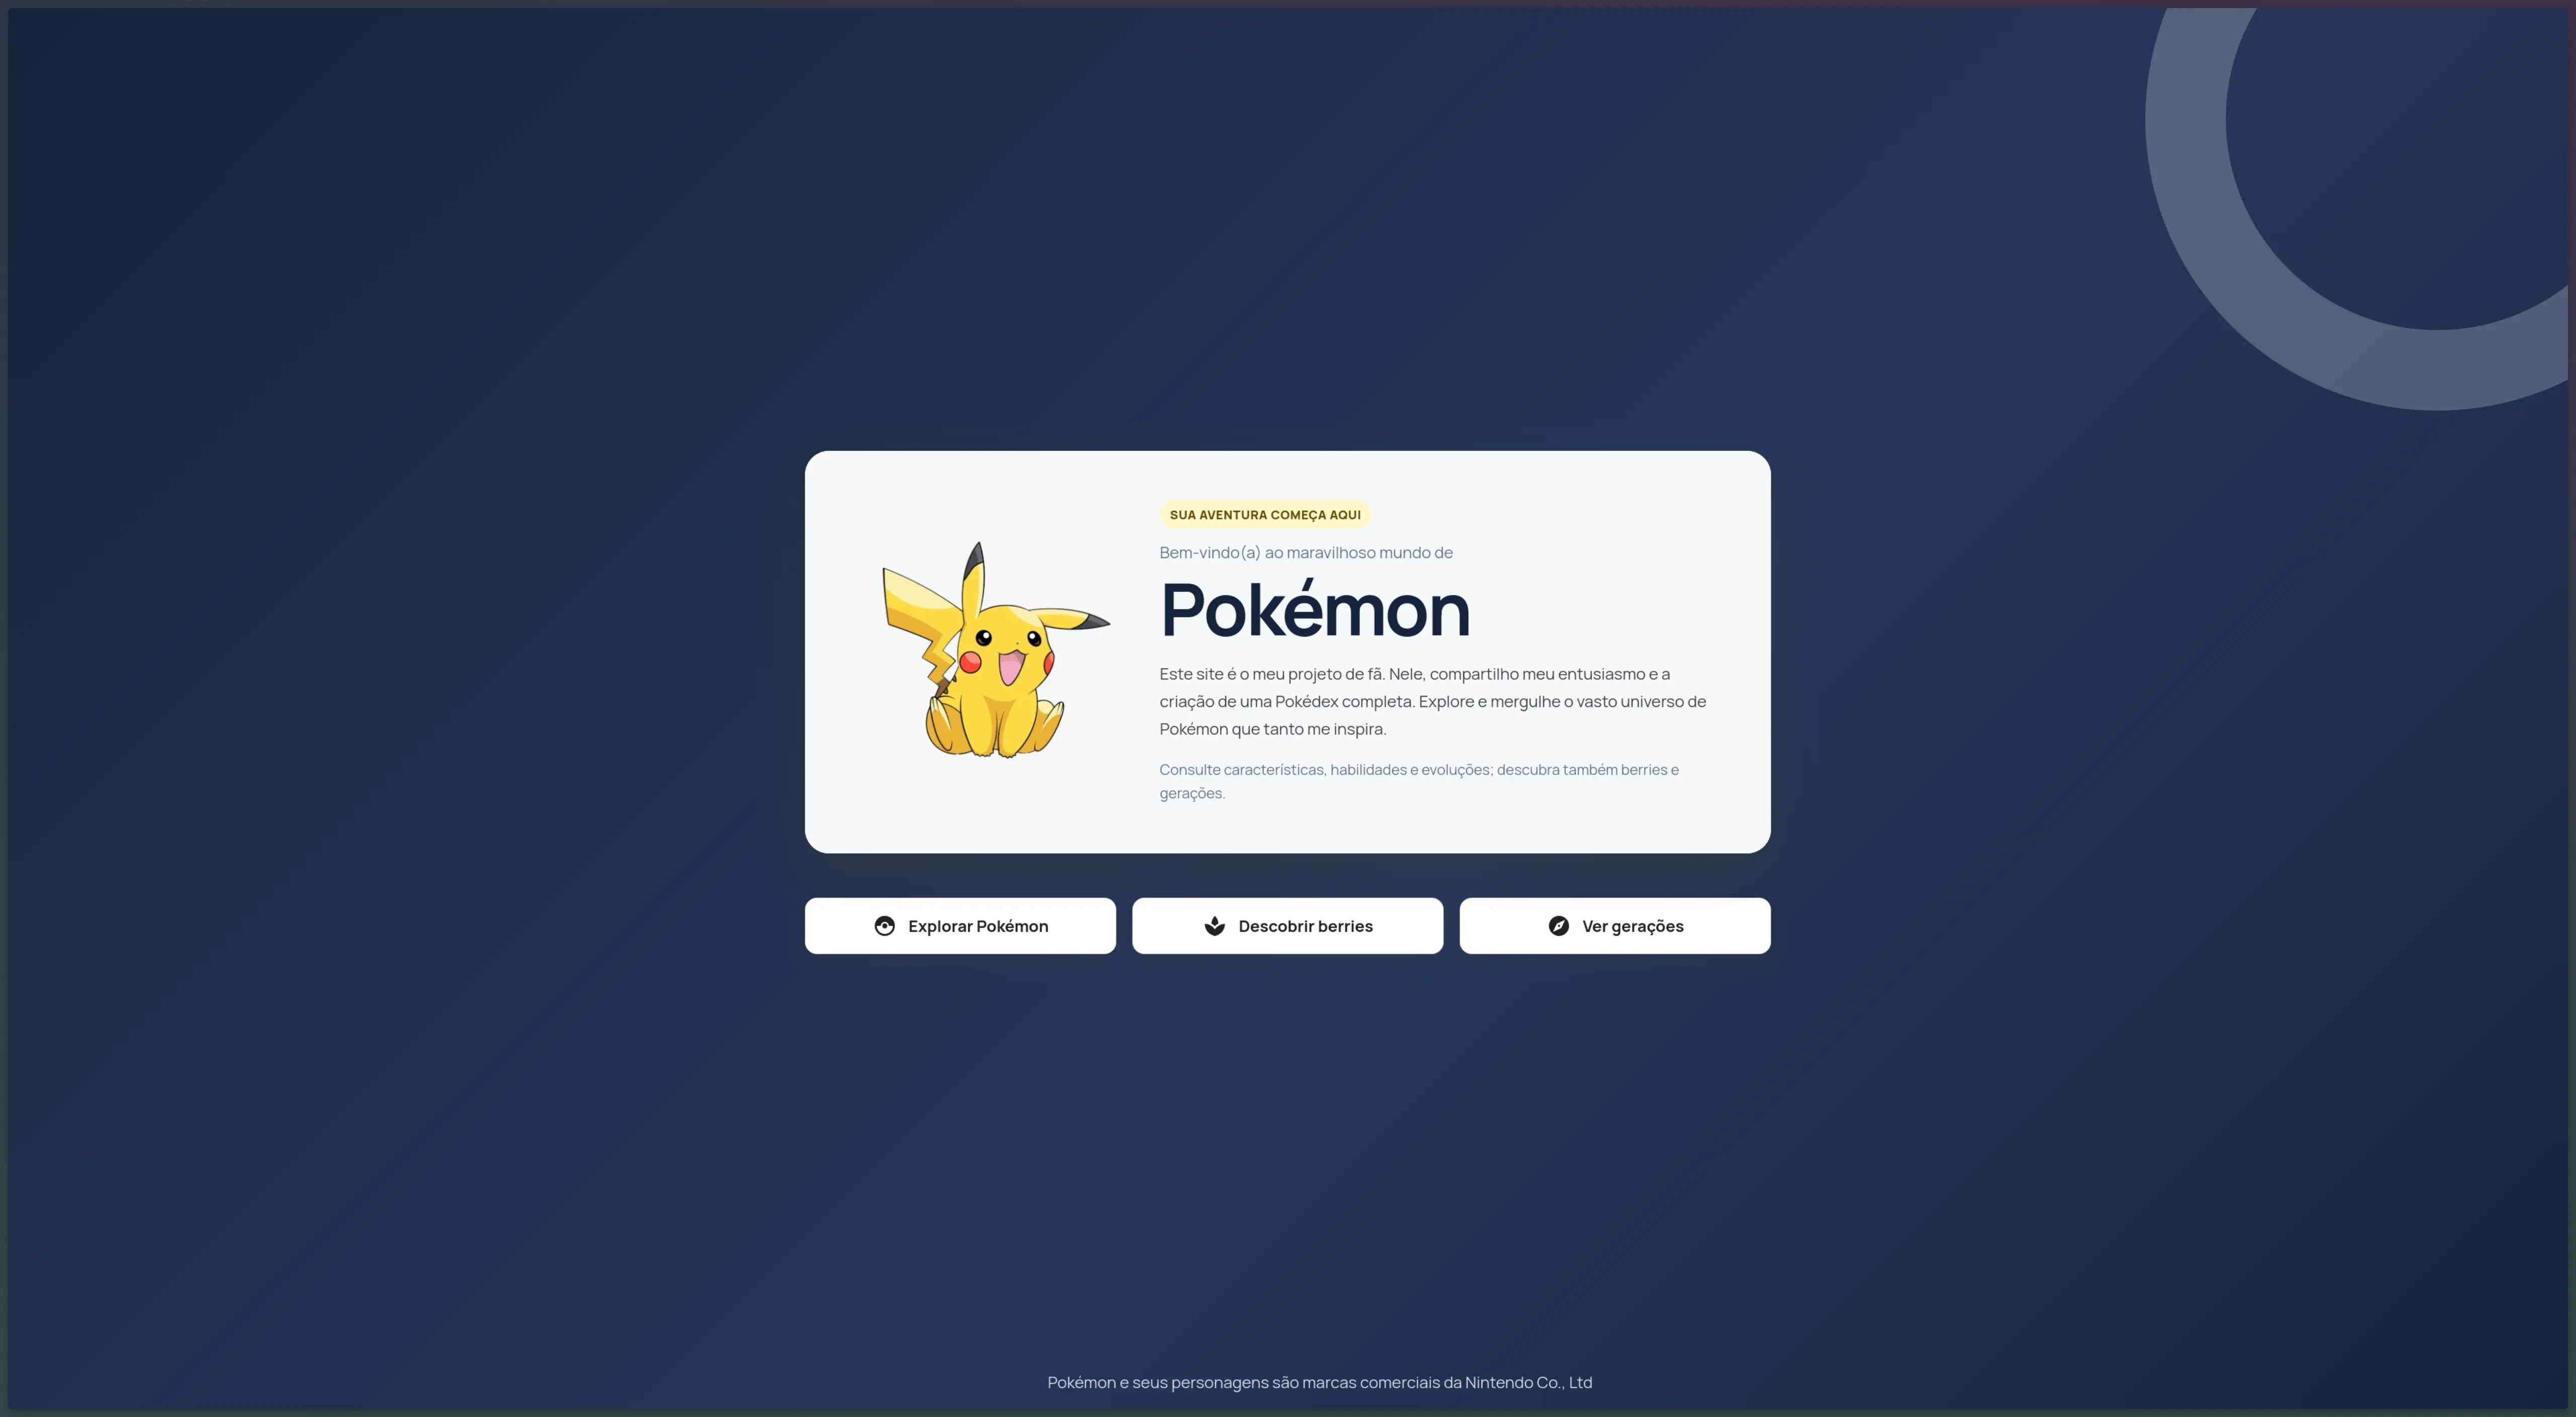 SUA AVENTURA COMEÇA AQUI
Bem-vindo(a) ao maravilhoso mundo de
Pokémon
Este site é o meu projeto de fã. Nele, compartilho meu entusiasmo e a
criação de uma Pokédex completa. Explore e mergulhe o vasto universo de
Pokémon que tanto me inspira.
Consulte características, habilidades e evoluções; descubra também berries e
gerações.
Explorar Pokémon
Descobrir berries
Ver gerações
Pokémon e seus personagens são marcas comerciais da Nintendo Co., Ltd